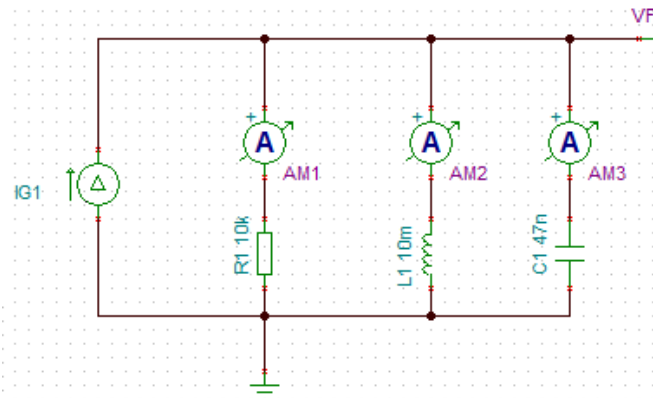 VF
+
A
+
A
+
A
AM1
AM2
AM3
IG1
R1 10k
L1 10m
C1 47n